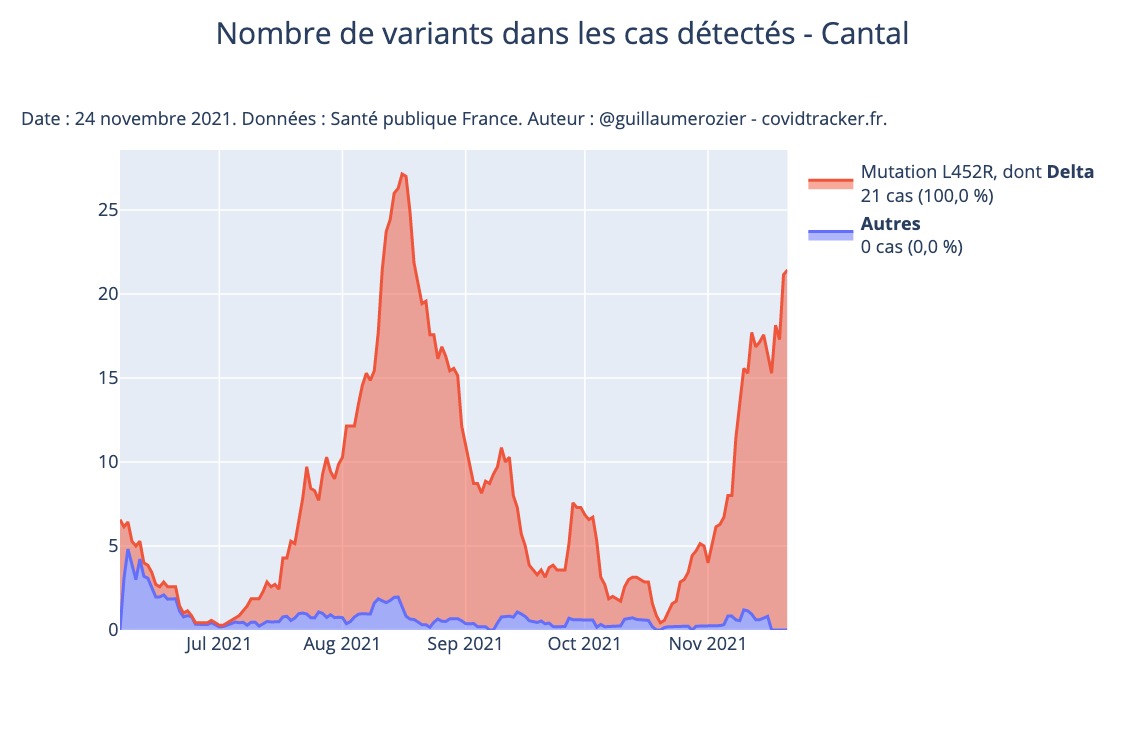 Nombre de variants dans les cas détectés - Cantal
Date : 24 novembre 2021. Données : Santé publique France. Auteur : @guillaumerozier - covidtracker.fr.
Mutation L452R, dont Delta
21 cas (100,0 %)
Autres
0 cas (0,0 %)
25
20
15
10
5
0
Jul 2021
Aug 2021
Sep 2021
Oct 2021
Nov 2021